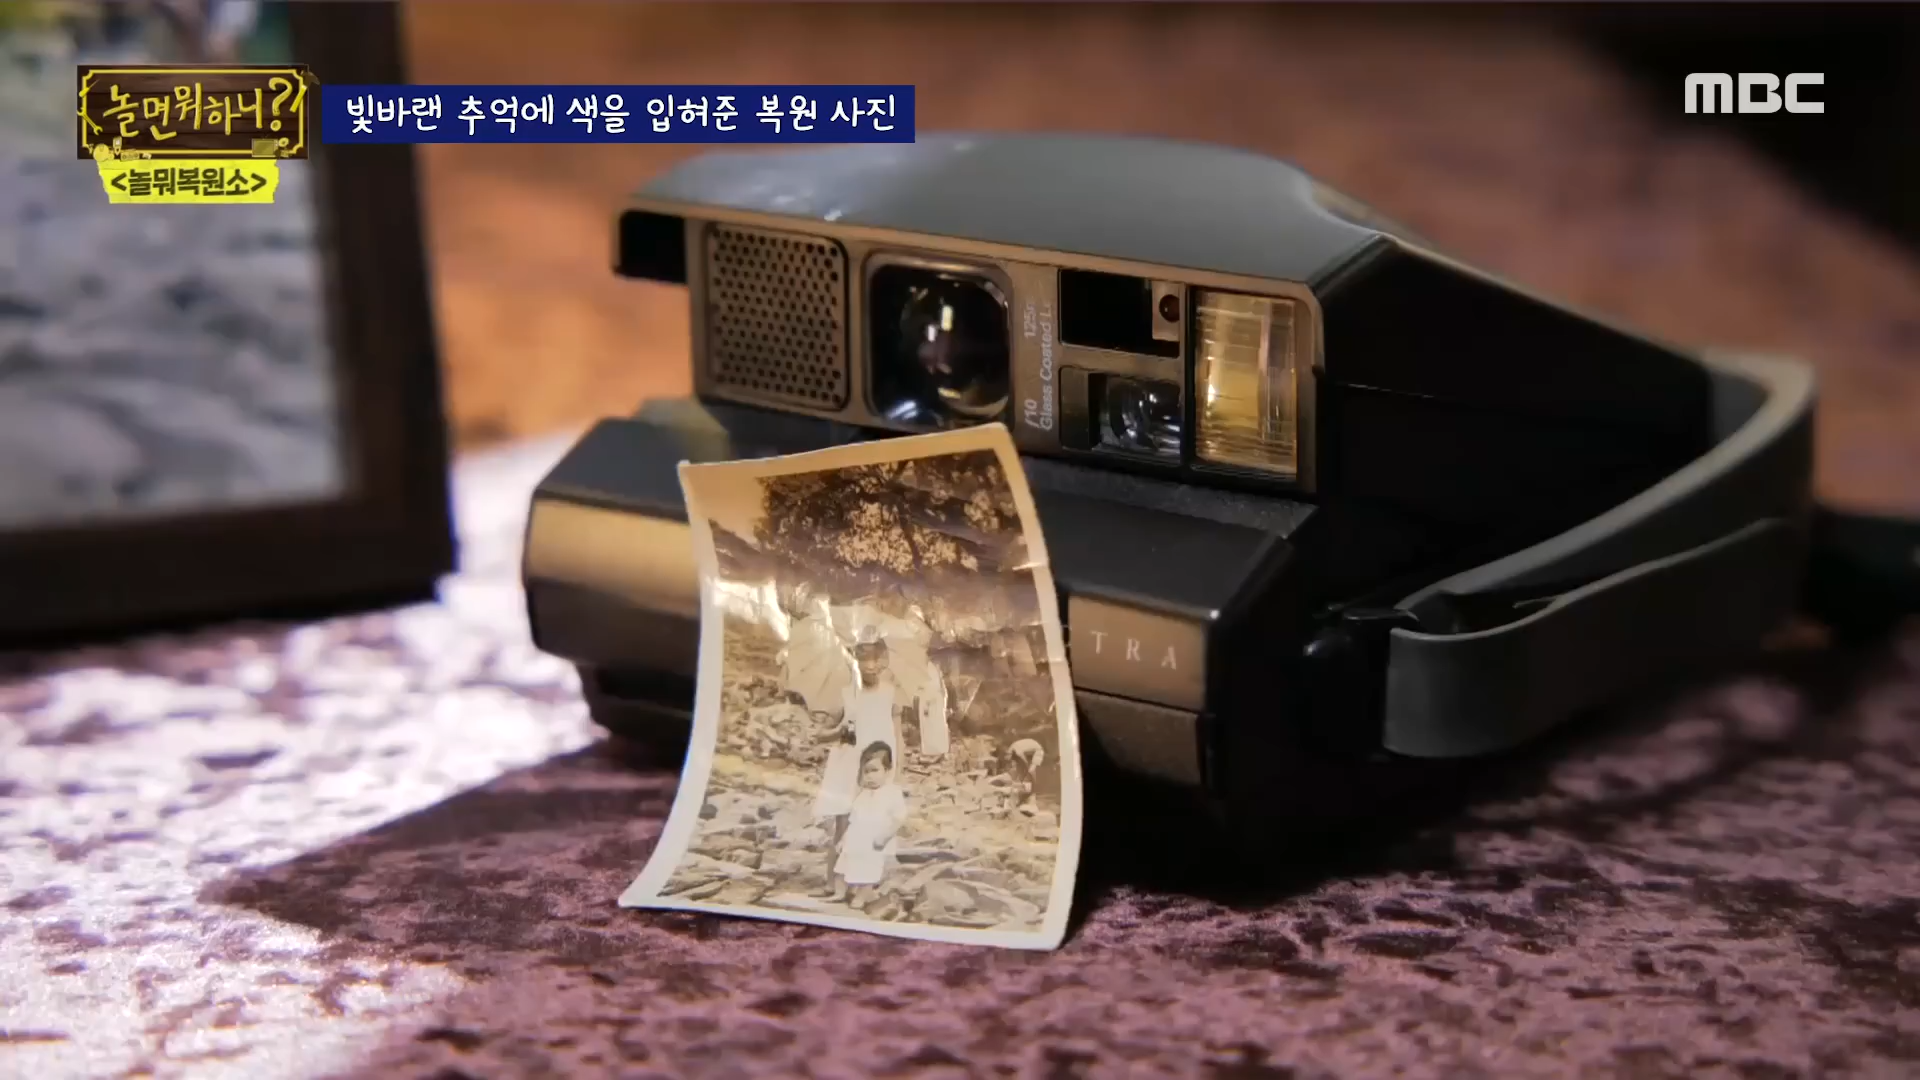 놀면뭐하니?
<놀뭐복원소>
빛바랜 추억에 색을 입혀준 복원 사진
MBC
f10 125
Glass Coated
TRA